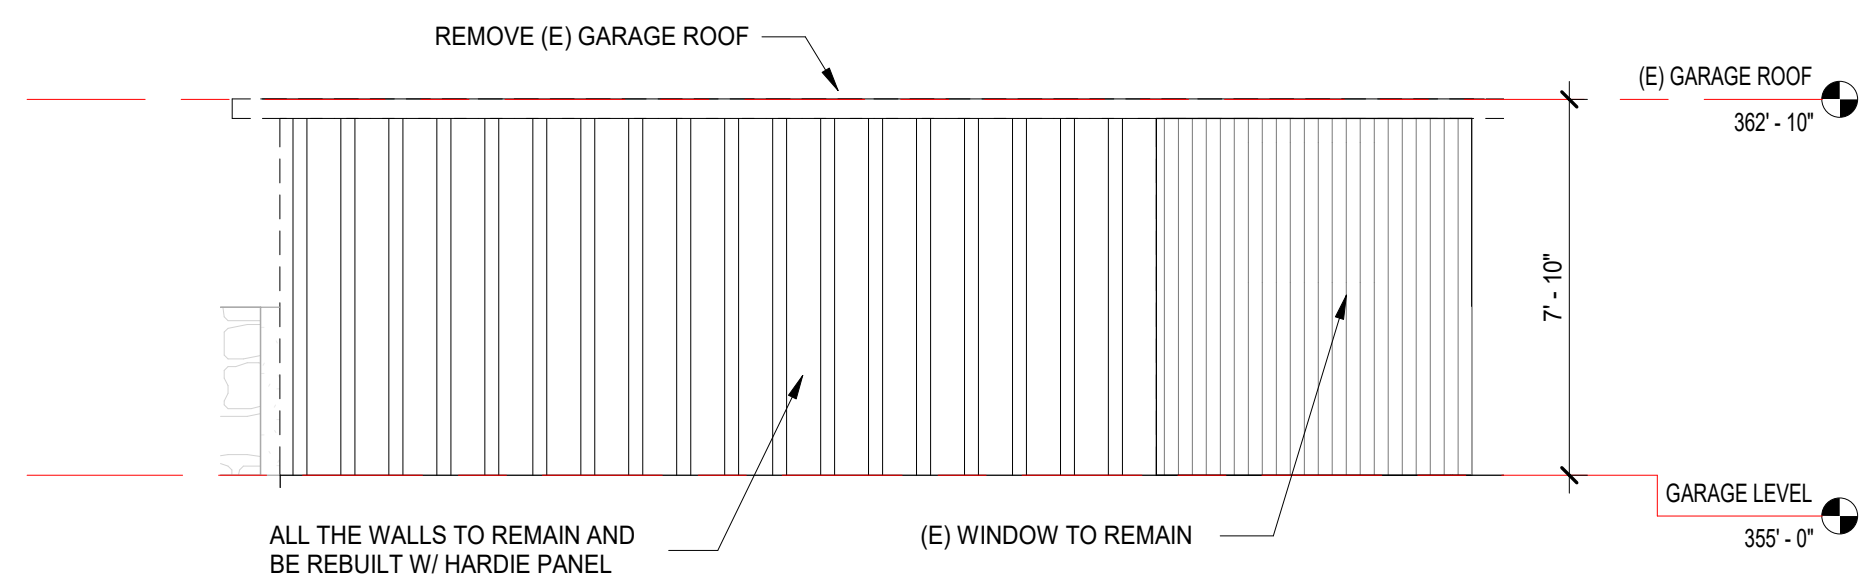 REMOVE (E) GARAGE ROOF
(E) GARAGE ROOF
362' - 10"
7' - 10"
GARAGE LEVEL
355' - 0"
ALL THE WALLS TO REMAIN AND
BE REBUILT W/ HARDIE PANEL
(E) WINDOW TO REMAIN